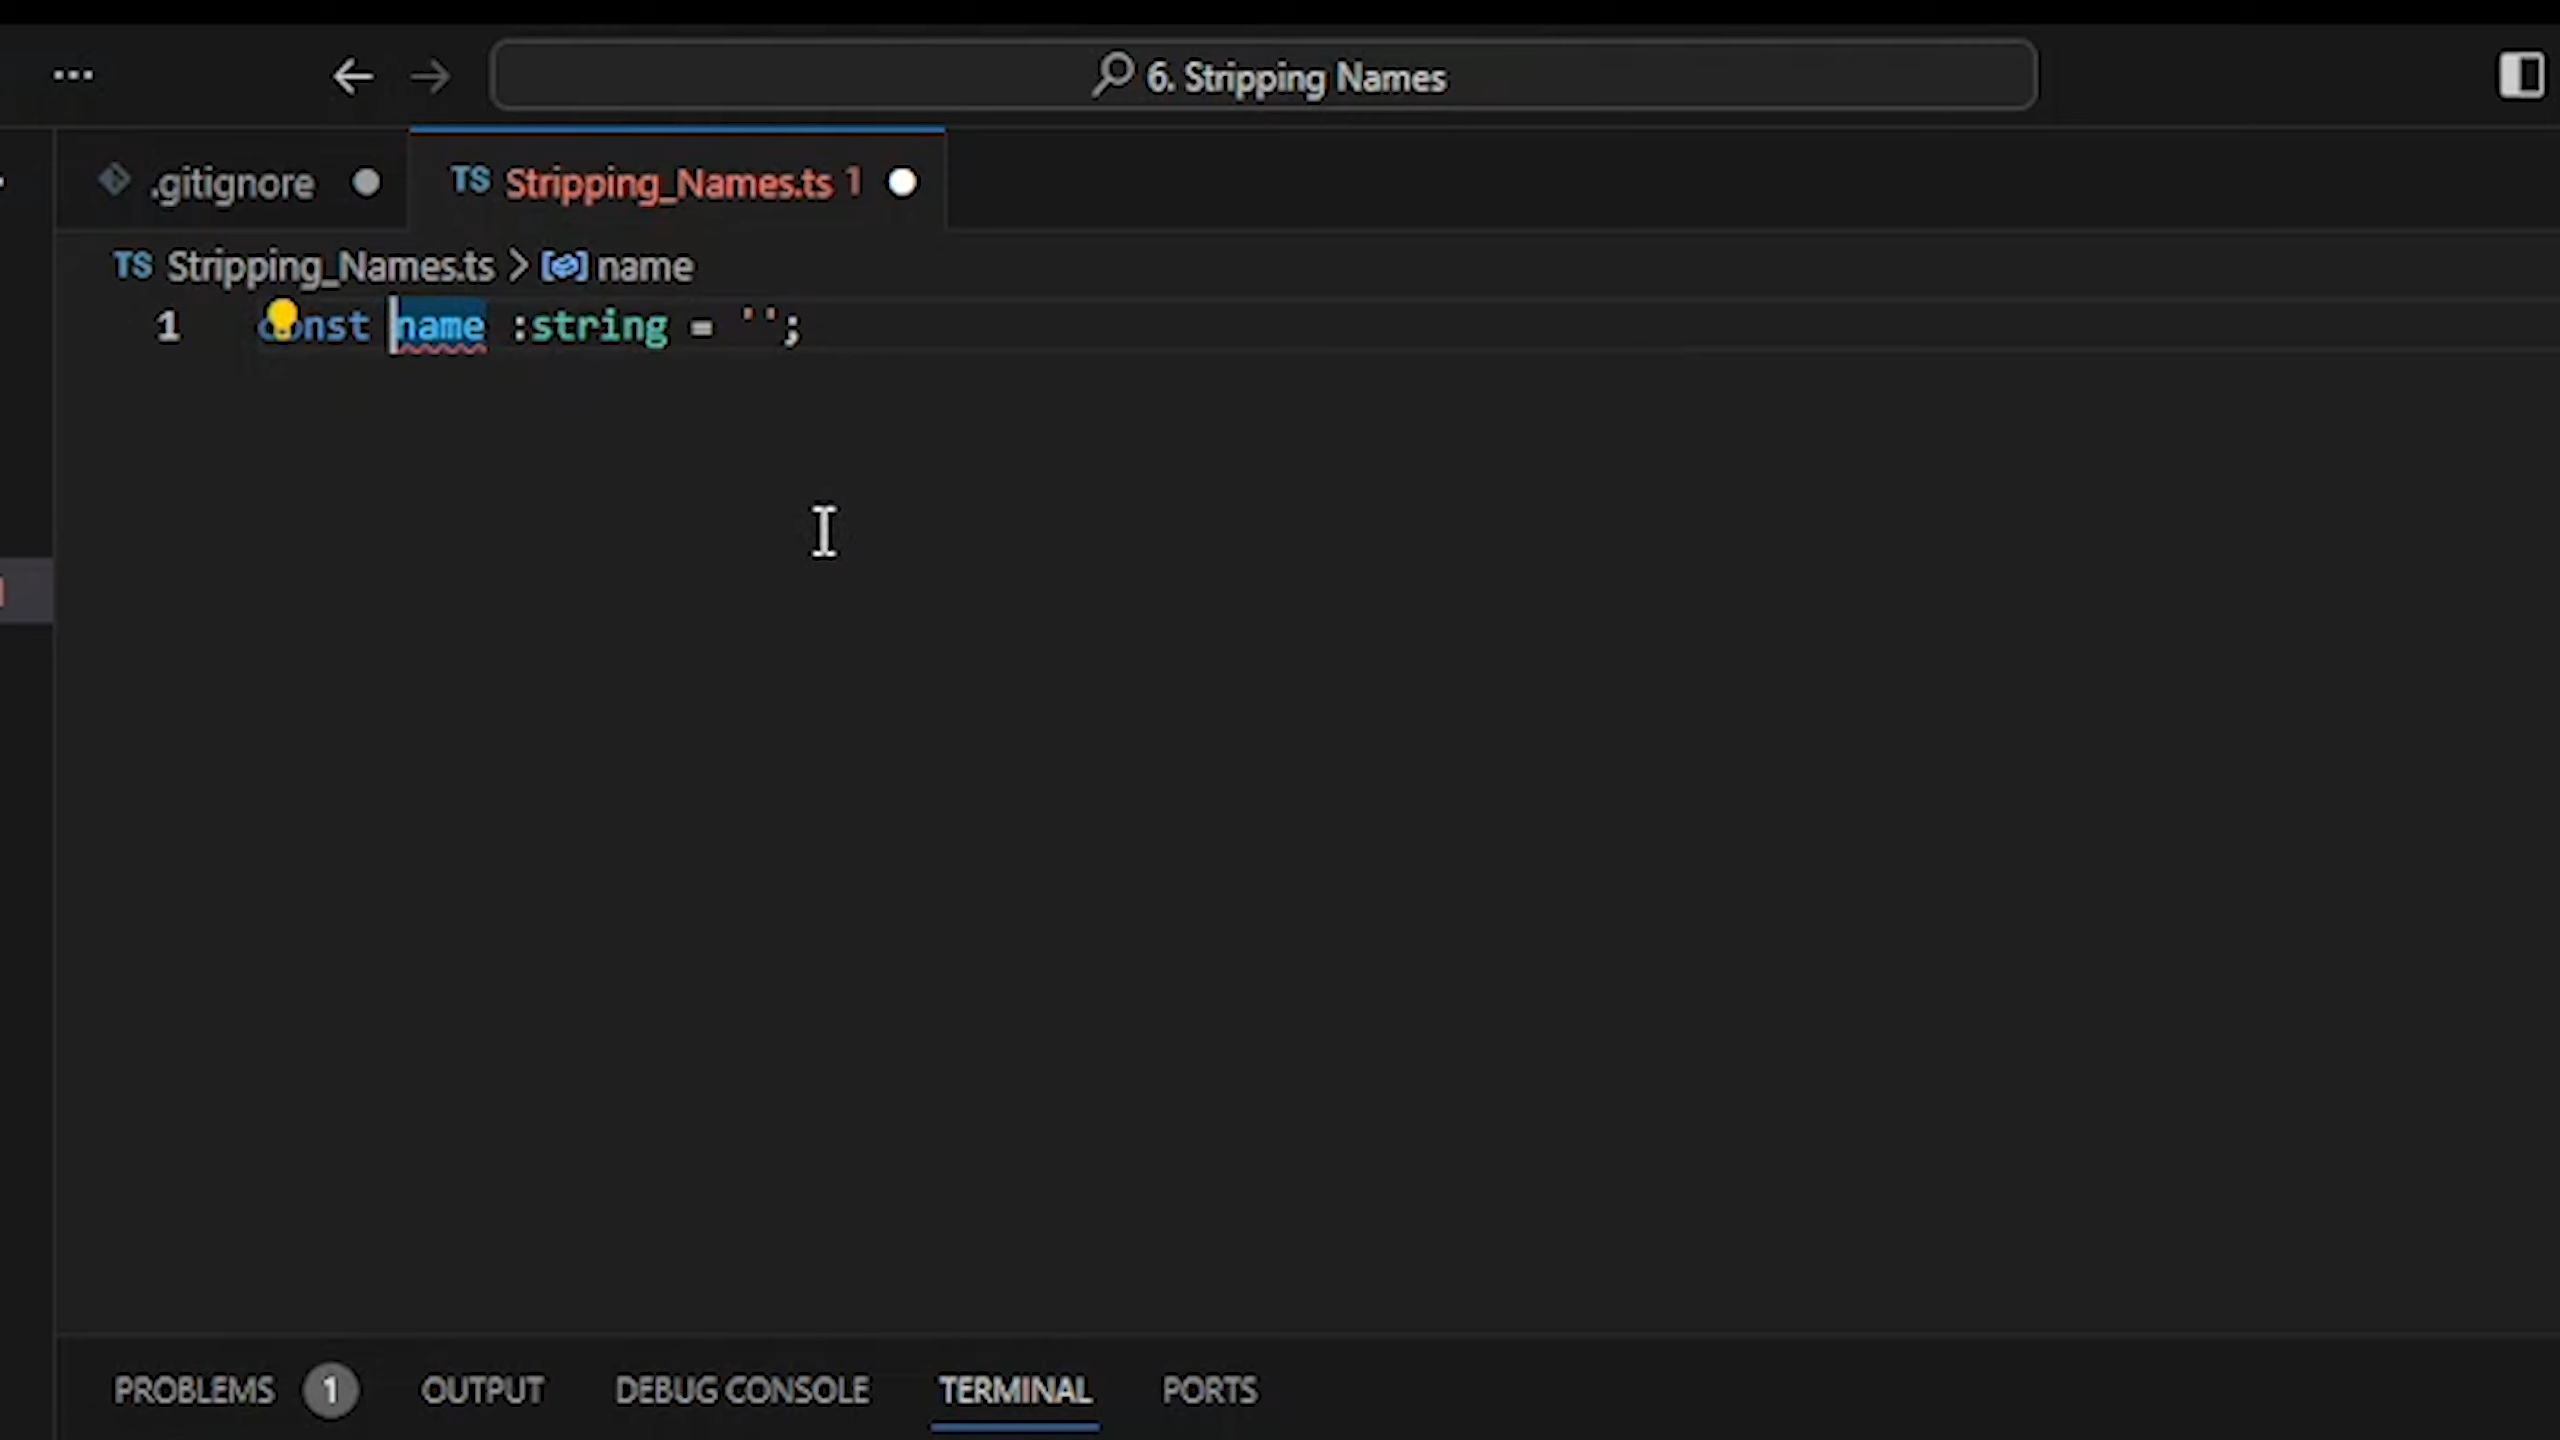 6. Stripping Names
.gitignore
TS Stripping_Names.ts 1
TS Stripping_Names.ts > name
1 const name :string = '';
PROBLEMS 1 OUTPUT DEBUG CONSOLE TERMINAL PORTS